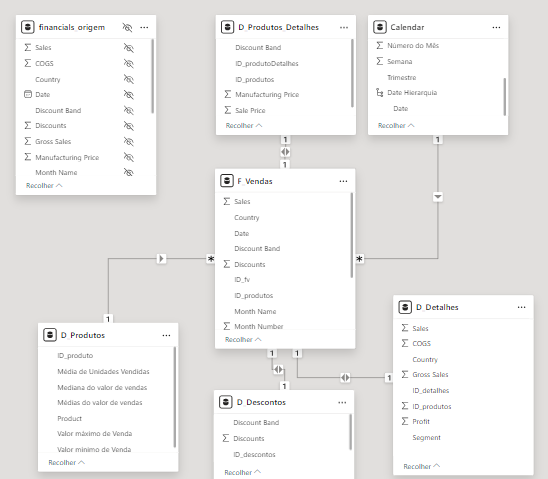 financials_origem
Sales
COGS
Country
Date
Discount Band
Discounts
Gross Sales
Manufacturing Price
Month Name
Recolher
D_Produtos_Detalhes
Discount Band
ID_produtoDetalhes
ID_produtos
Manufacturing Price
Sale Price
Recolher
Calendar
Número do Mês
Semana
Trimestre
Date Hierarquia
Date
Recolher
1
1
1
F_Vendas
Sales
Country
Date
Discount Band
Discounts
ID_fv
ID_produtos
Month Name
Month Number
Recolher
*
*
1
D_Produtos
ID_produto
Média de Unidades Vendidas
Mediana do valor de vendas
Médias do valor de vendas
Product
Valor máximo de Venda
Valor mínimo de Venda
Recolher
1
1
1
1
D_Descontos
Discount Band
Discounts
ID_descontos
Recolher
D_Detalhes
Sales
COGS
Country
Gross Sales
ID_detalhes
ID_produtos
Profit
Segment
Recolher